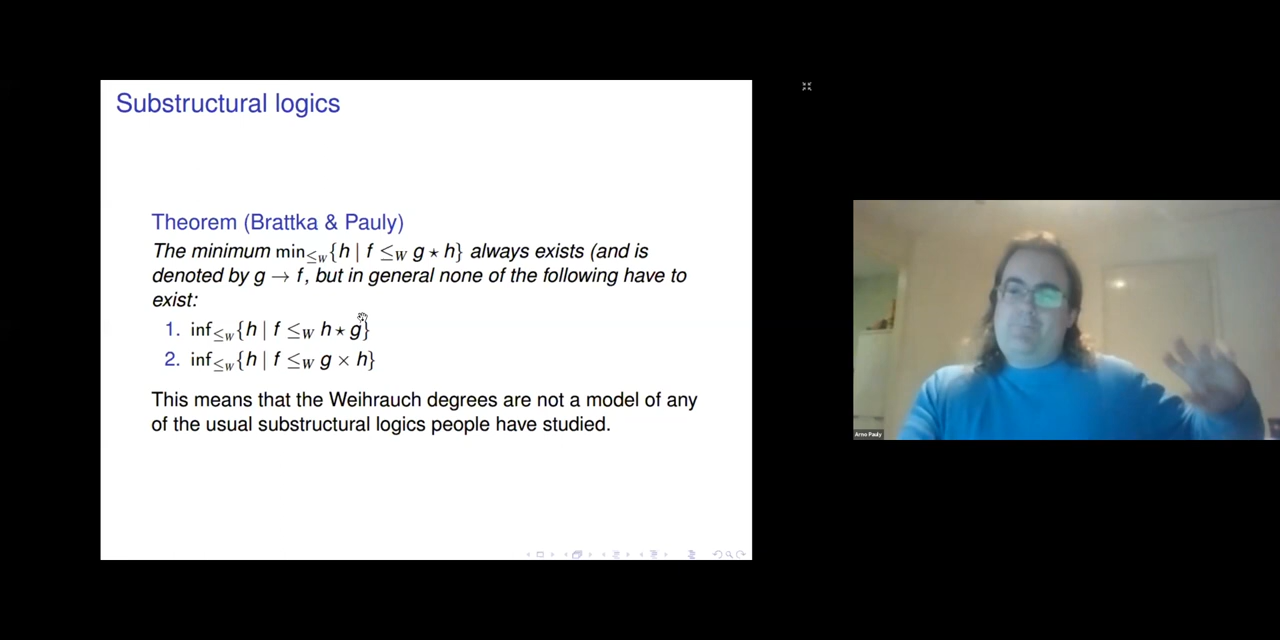 Substructural logics
Theorem (Brattka & Pauly)
The minimum min≤W{h | f ≤W g ⋆ h} always exists (and is
denoted by g → f, but in general none of the following have to
exist:
1. inf≤W{h | f ≤W h ⋆ g}
2. inf≤W{h | f ≤W g × h}
This means that the Weihrauch degrees are not a model of any
of the usual substructural logics people have studied.
Arno Pauly